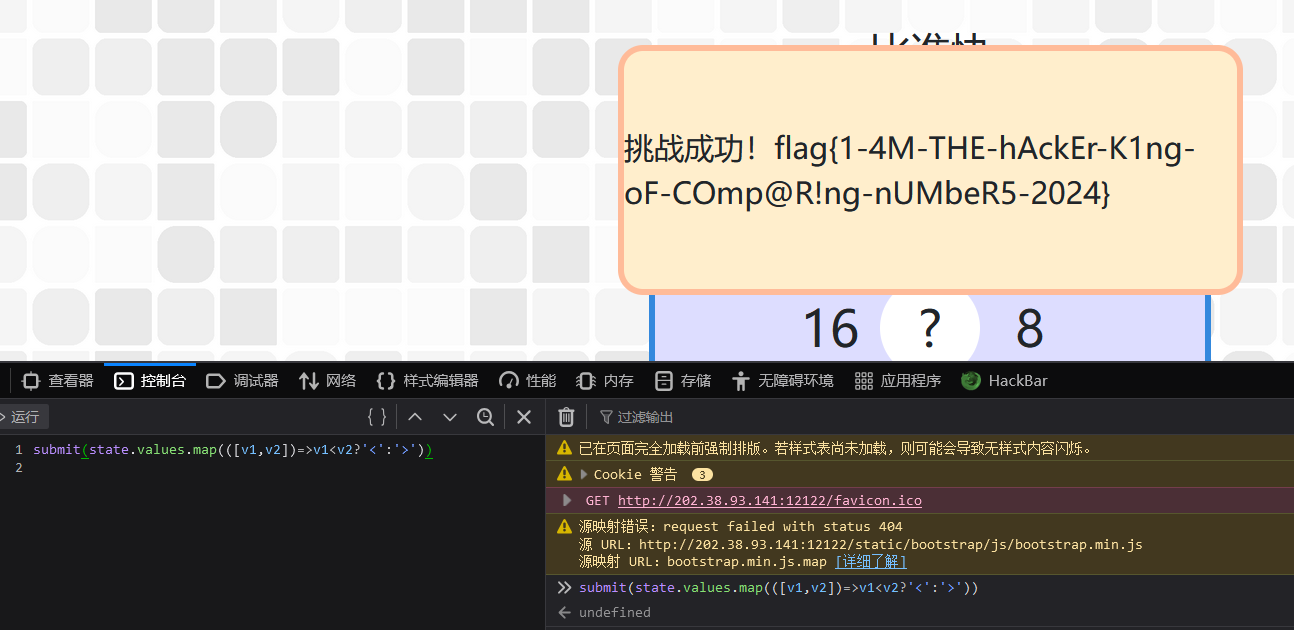 挑战成功！flag{1-4M-THE-hAckEr-K1ng-
oF-COmp@R!ng-nUMbeR5-2024}
16 ? 8
查看器 控制台 调试器 网络 {} 样式编辑器 性能 内存 存储 无障碍环境 应用程序 HackBar
运行 { } 过滤输出
1 submit(state.values.map(([v1,v2])=>v1<v2?'<':'>'))
2
已在页面完全加载前强制排版。若样式表尚未加载，则可能会导致无样式内容闪烁。
Cookie 警告 3
GET http://202.38.93.141:12122/favicon.ico
源映射错误：request failed with status 404
源 URL：http://202.38.93.141:12122/static/bootstrap/js/bootstrap.min.js
源映射 URL：bootstrap.min.js.map [详细了解]
submit(state.values.map(([v1,v2])=>v1<v2?'<':'>'))
undefined